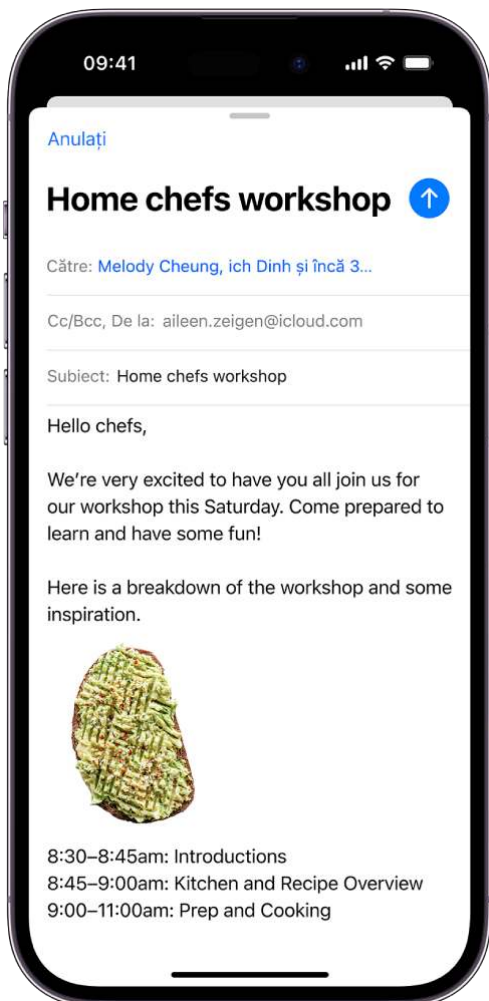 09:41
Anulați
Home chefs workshop
Către: Melody Cheung, ich Dinh și încă 3...
Cc/Bcc, De la: aileen.zeigen@icloud.com
Subiect: Home chefs workshop
Hello chefs,
We’re very excited to have you all join us for
our workshop this Saturday. Come prepared to
learn and have some fun!
Here is a breakdown of the workshop and some
inspiration.
8:30–8:45am: Introductions
8:45–9:00am: Kitchen and Recipe Overview
9:00–11:00am: Prep and Cooking